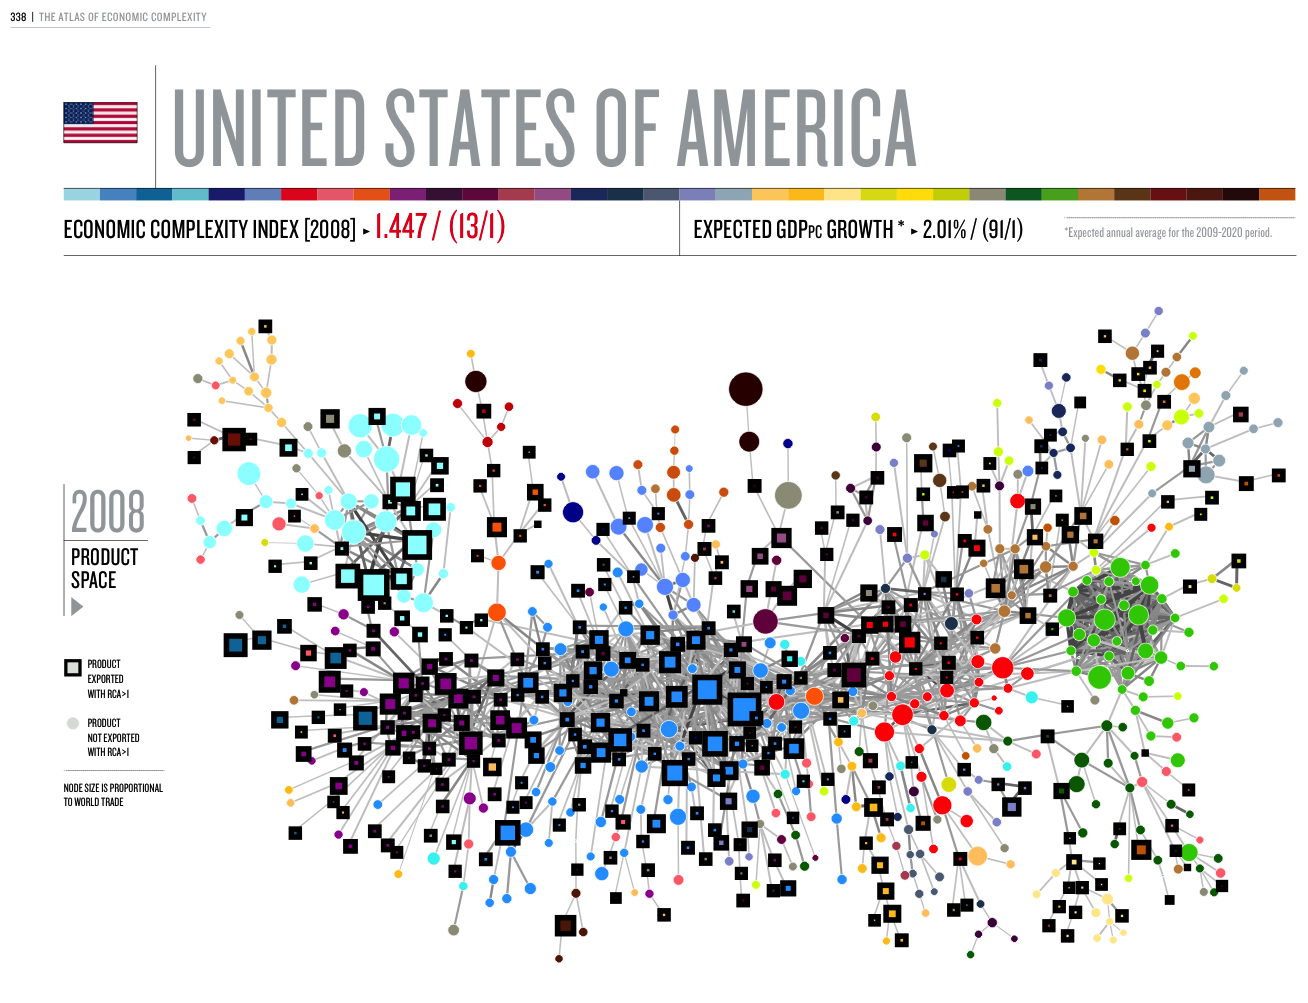 338 | THE ATLAS OF ECONOMIC COMPLEXITY
UNITED STATES OF AMERICA
ECONOMIC COMPLEXITY INDEX [2008] ▸ 1.447 / (13/1)
EXPECTED GDPPC GROWTH * ▸ 2.01% / (91/1)
*Expected annual average for the 2009-2020 period.
2008
PRODUCT
SPACE
PRODUCT
EXPORTED
WITH RCA>1
PRODUCT
NOT EXPORTED
WITH RCA>1
NODE SIZE IS PROPORTIONAL
TO WORLD TRADE